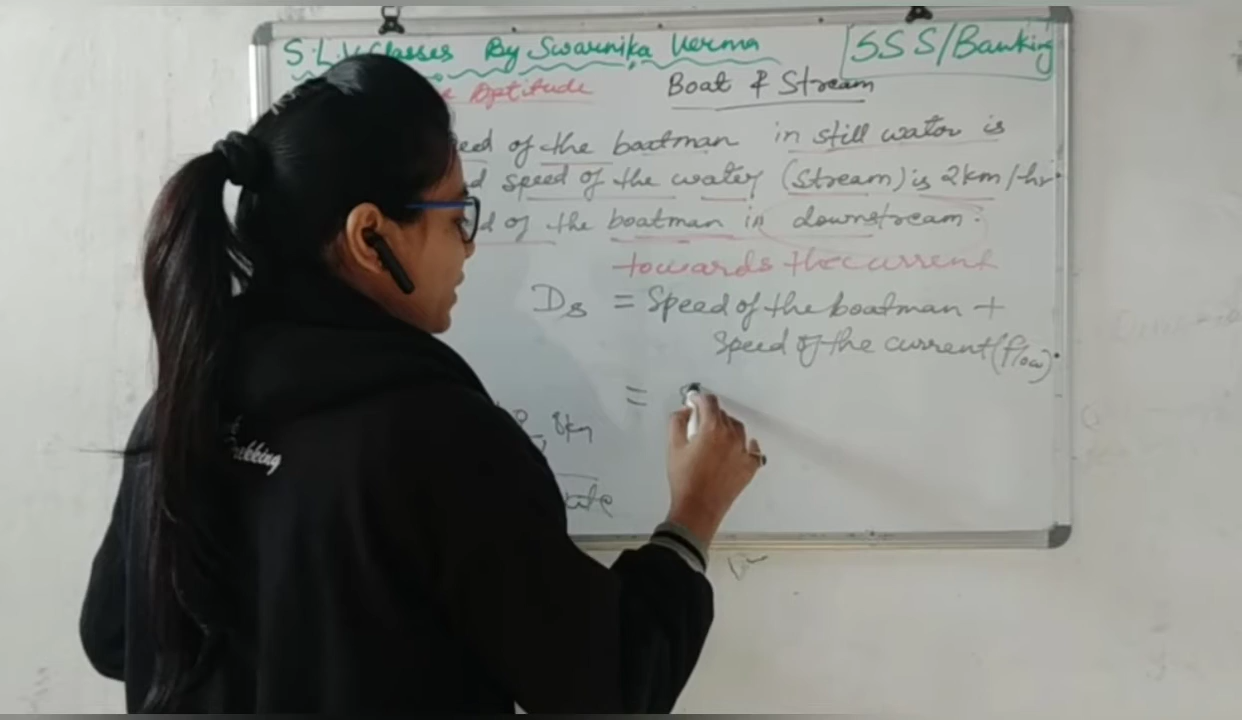 S.L.V Classes By Swarnika Verma
SSS/Banking
Aptitude
Boat & Stream
of the boatman in still water is
speed of the water (Stream) is 2km/hr.
of the boatman in downstream.
towards the current
Ds = Speed of the boatman +
Speed of the current (flow).
=
8km